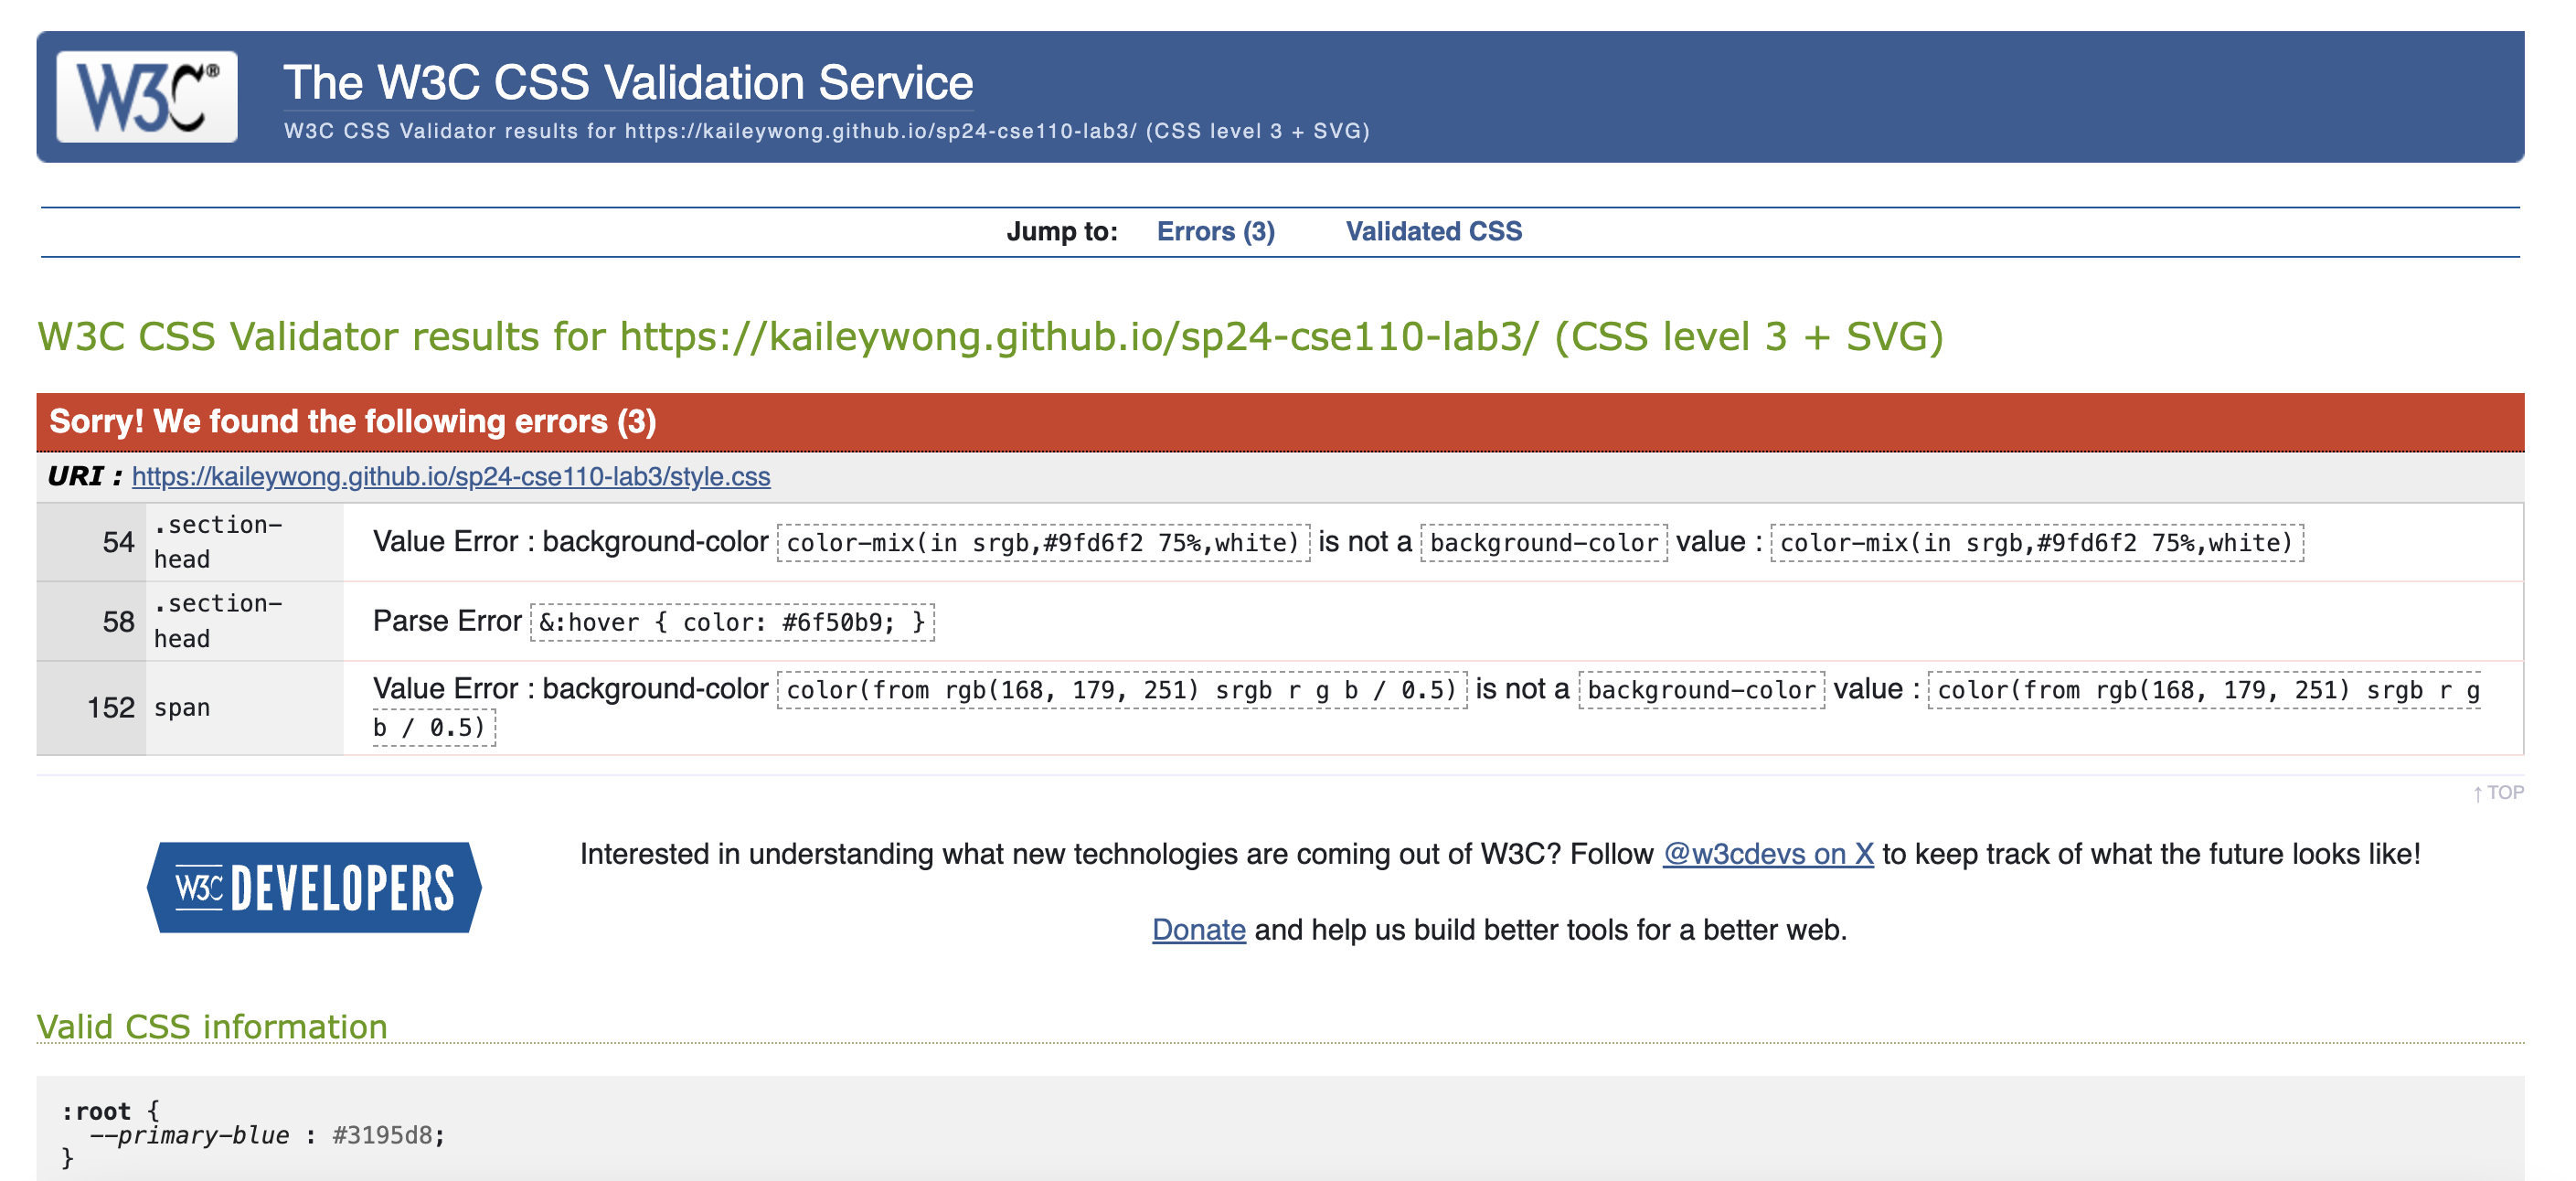 W3C®
The W3C CSS Validation Service
W3C CSS Validator results for https://kaileywong.github.io/sp24-cse110-lab3/ (CSS level 3 + SVG)
Jump to: Errors (3) Validated CSS
W3C CSS Validator results for https://kaileywong.github.io/sp24-cse110-lab3/ (CSS level 3 + SVG)
Sorry! We found the following errors (3)
URI : https://kaileywong.github.io/sp24-cse110-lab3/style.css
54 .section-head Value Error : background-color color-mix(in srgb,#9fd6f2 75%,white) is not a background-color value : color-mix(in srgb,#9fd6f2 75%,white)
58 .section-head Parse Error &:hover { color: #6f50b9; }
152 span Value Error : background-color color(from rgb(168, 179, 251) srgb r g b / 0.5) is not a background-color value : color(from rgb(168, 179, 251) srgb r g
b / 0.5)
↑ TOP
W3C DEVELOPERS
Interested in understanding what new technologies are coming out of W3C? Follow @w3cdevs on X to keep track of what the future looks like!
Donate and help us build better tools for a better web.
Valid CSS information
:root {
--primary-blue : #3195d8;
}